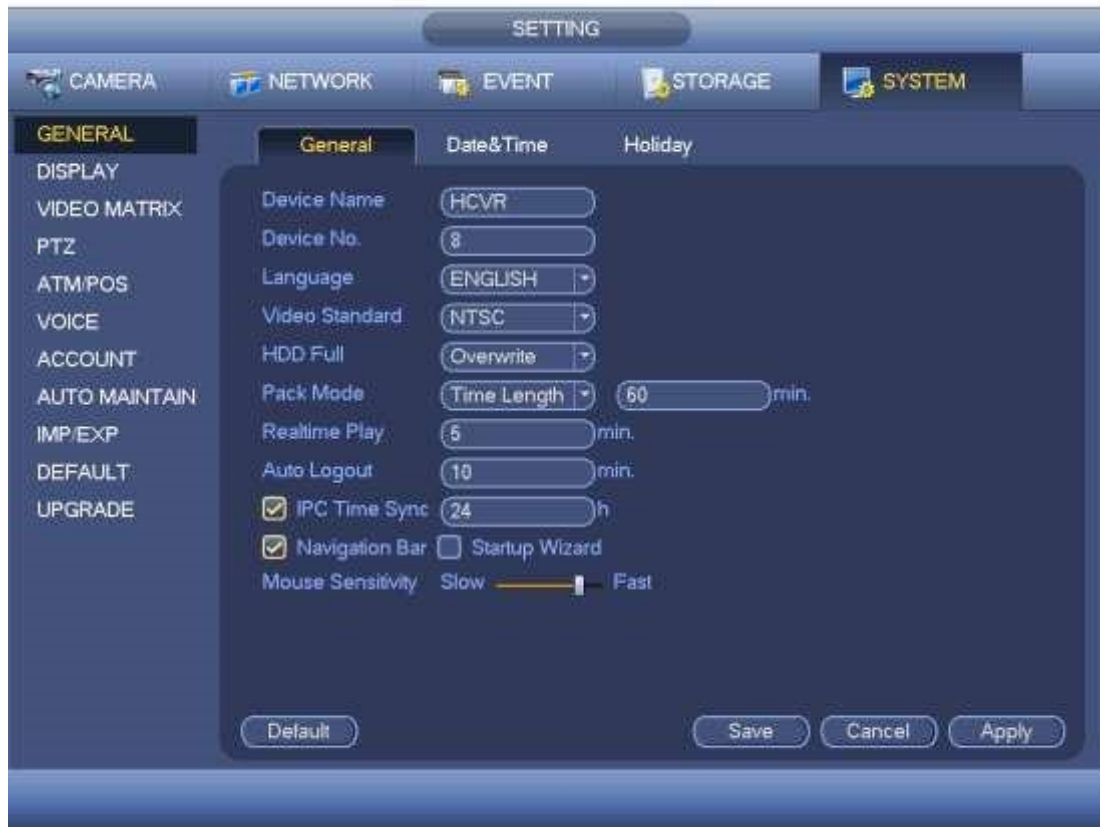 SETTING
CAMERA NETWORK EVENT STORAGE SYSTEM
GENERAL
DISPLAY
VIDEO MATRIX
PTZ
ATM/POS
VOICE
ACCOUNT
AUTO MAINTAIN
IMP/EXP
DEFAULT
UPGRADE
General Date&Time Holiday
Device Name HCVR
Device No. 8
Language ENGLISH
Video Standard NTSC
HDD Full Overwrite
Pack Mode Time Length 60 min.
Realtime Play 5 min.
Auto Logout 10 min.
IPC Time Sync 24 h
Navigation Bar Startup Wizard
Mouse Sensitivity Slow Fast
Default Save Cancel Apply